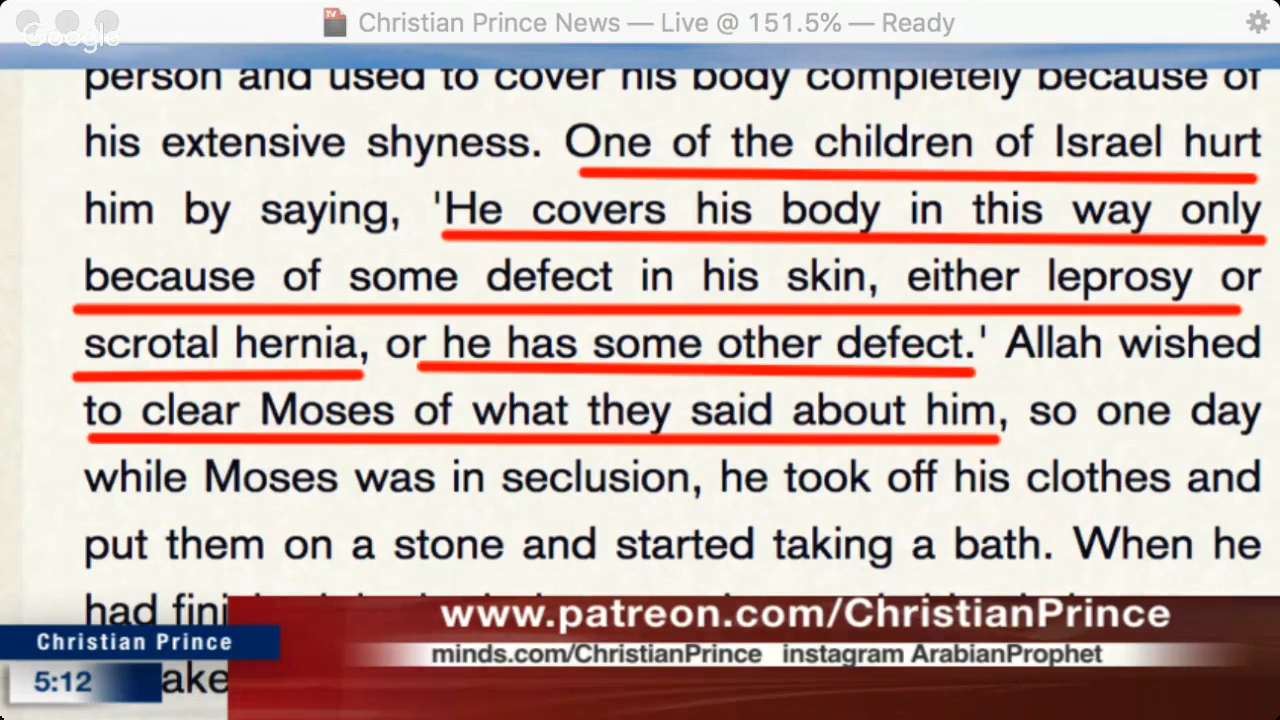 Christian Prince News — Live @ 151.5% — Ready
Google
person and used to cover his body completely because of
his extensive shyness. One of the children of Israel hurt
him by saying, 'He covers his body in this way only
because of some defect in his skin, either leprosy or
scrotal hernia, or he has some other defect.' Allah wished
to clear Moses of what they said about him, so one day
while Moses was in seclusion, he took off his clothes and
put them on a stone and started taking a bath. When he
had
www.patreon.com/ChristianPrince
Christian Prince
minds.com/ChristianPrince instagram ArabianProphet
5:12